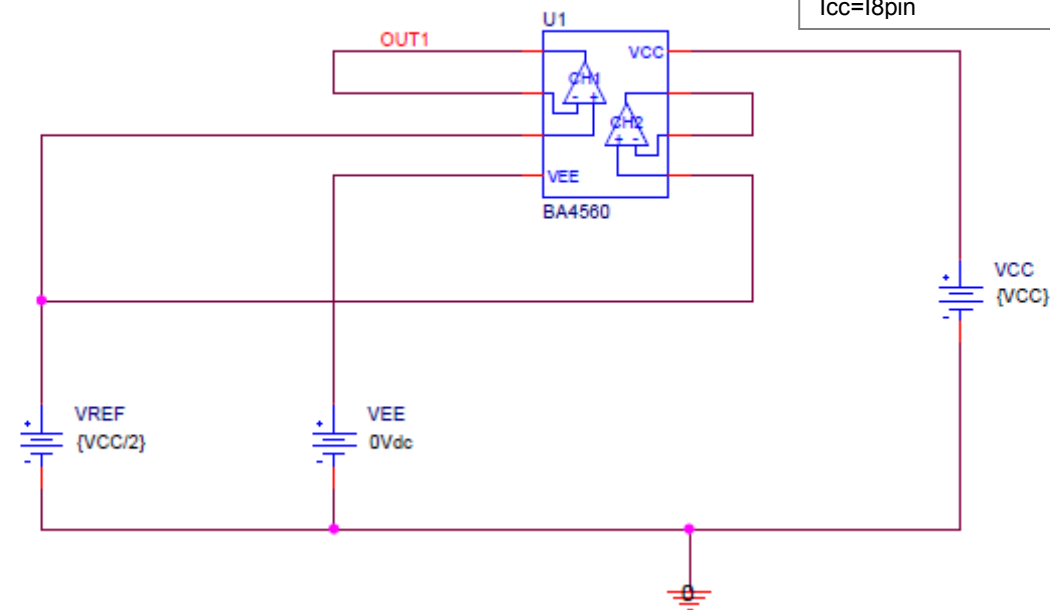 Icc=I8pin
U1
OUT1
VCC
CH1
- +
CH2
+ -
VEE
BA4560
+
-
VCC
{VCC}
+
-
VREF
{VCC/2}
+
-
VEE
0Vdc
0